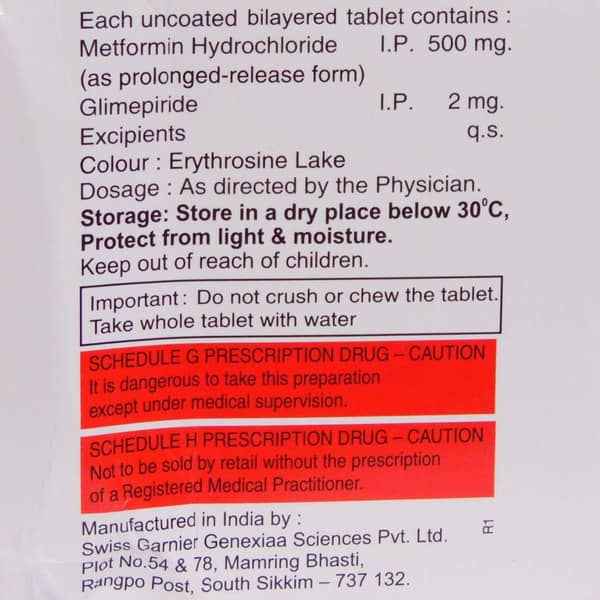 Each uncoated bilayered tablet contains :
Metformin Hydrochloride I.P. 500 mg.
(as prolonged-release form)
Glimepiride I.P. 2 mg.
Excipients q.s.
Colour : Erythrosine Lake
Dosage : As directed by the Physician.
Storage: Store in a dry place below 30⁰C,
Protect from light & moisture.
Keep out of reach of children.
Important : Do not crush or chew the tablet.
Take whole tablet with water
SCHEDULE G PRESCRIPTION DRUG – CAUTION
It is dangerous to take this preparation
except under medical supervision.
SCHEDULE H PRESCRIPTION DRUG – CAUTION
Not to be sold by retail without the prescription
of a Registered Medical Practitioner.
Manufactured in India by :
Swiss Garnier Genexiaa Sciences Pvt. Ltd.
Plot No.54 & 78, Mamring Bhasti,
Rangpo Post, South Sikkim – 737 132.
R1